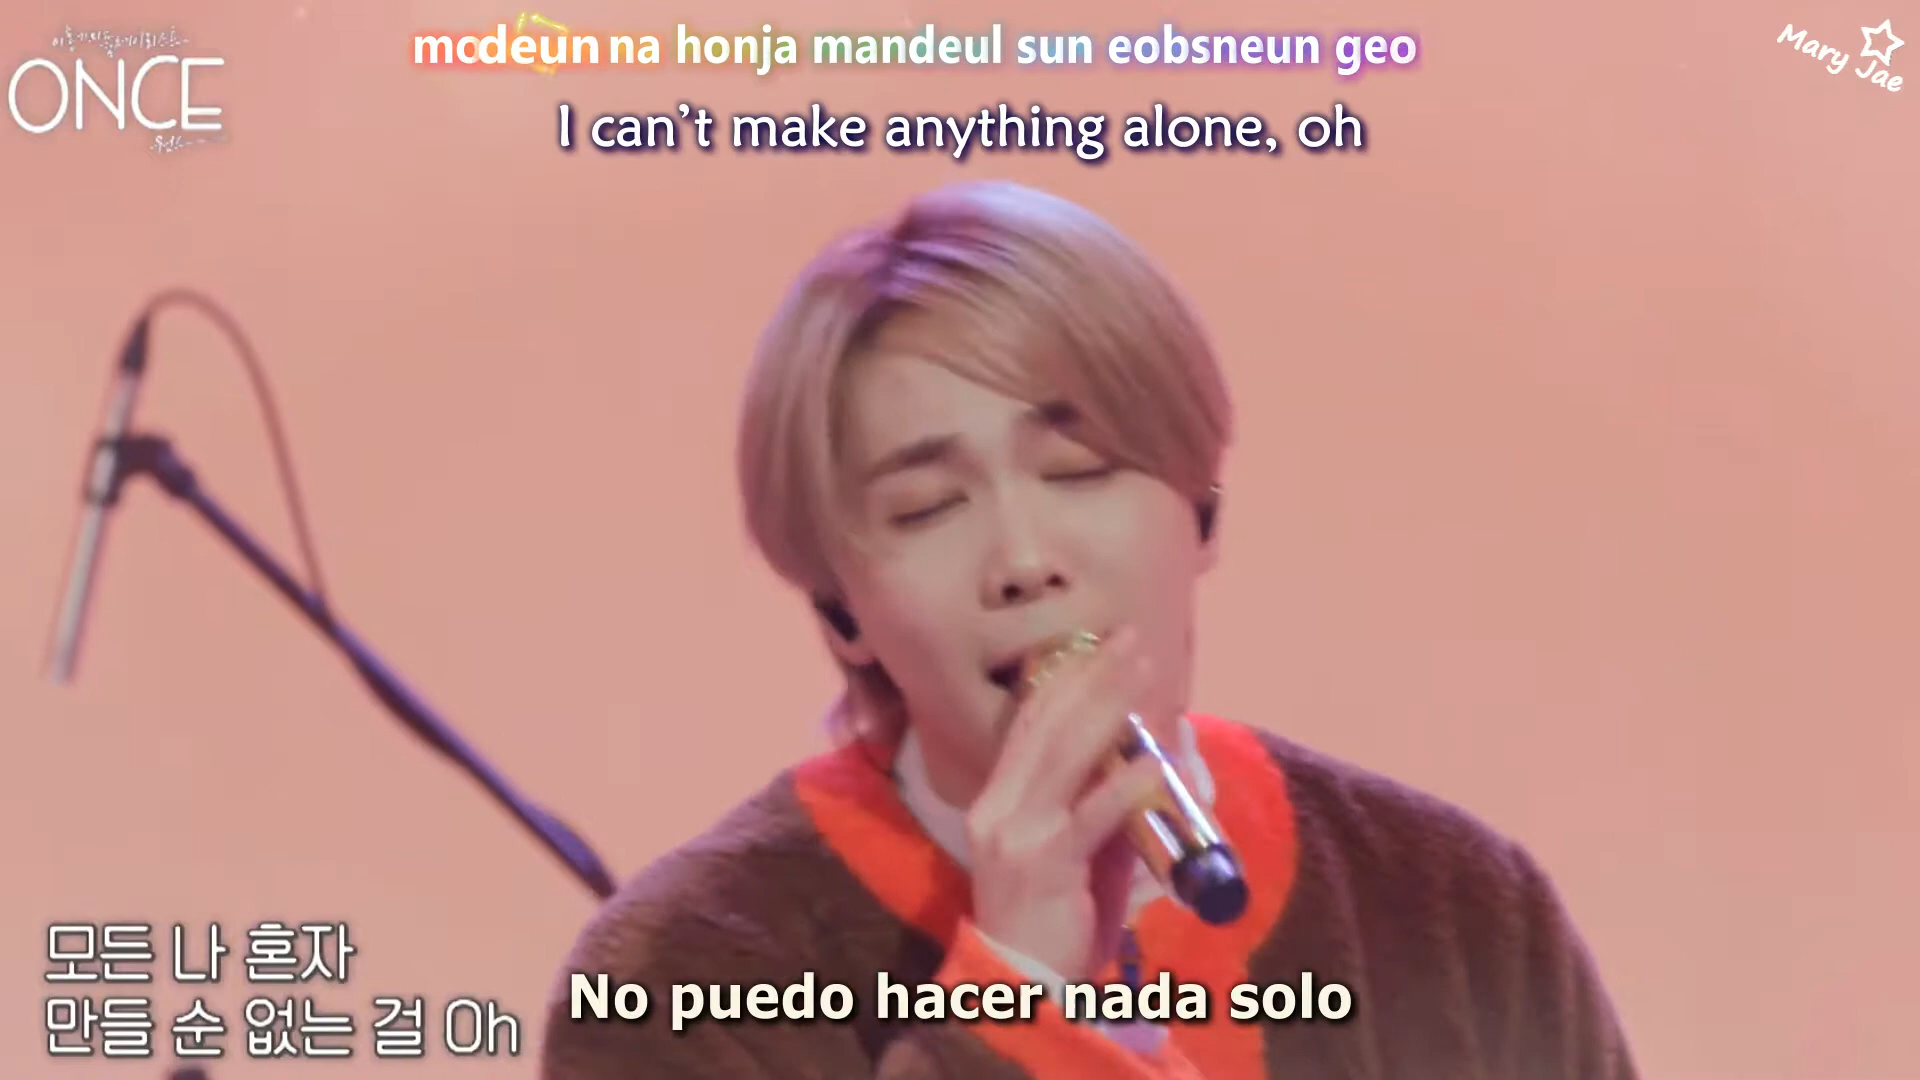 ONCE
modeun na honja mandeul sun eobsneun geo
Mary Jae
I can't make anything alone, oh
모든 나 혼자
만들 순 없는 걸 Oh
No puedo hacer nada solo